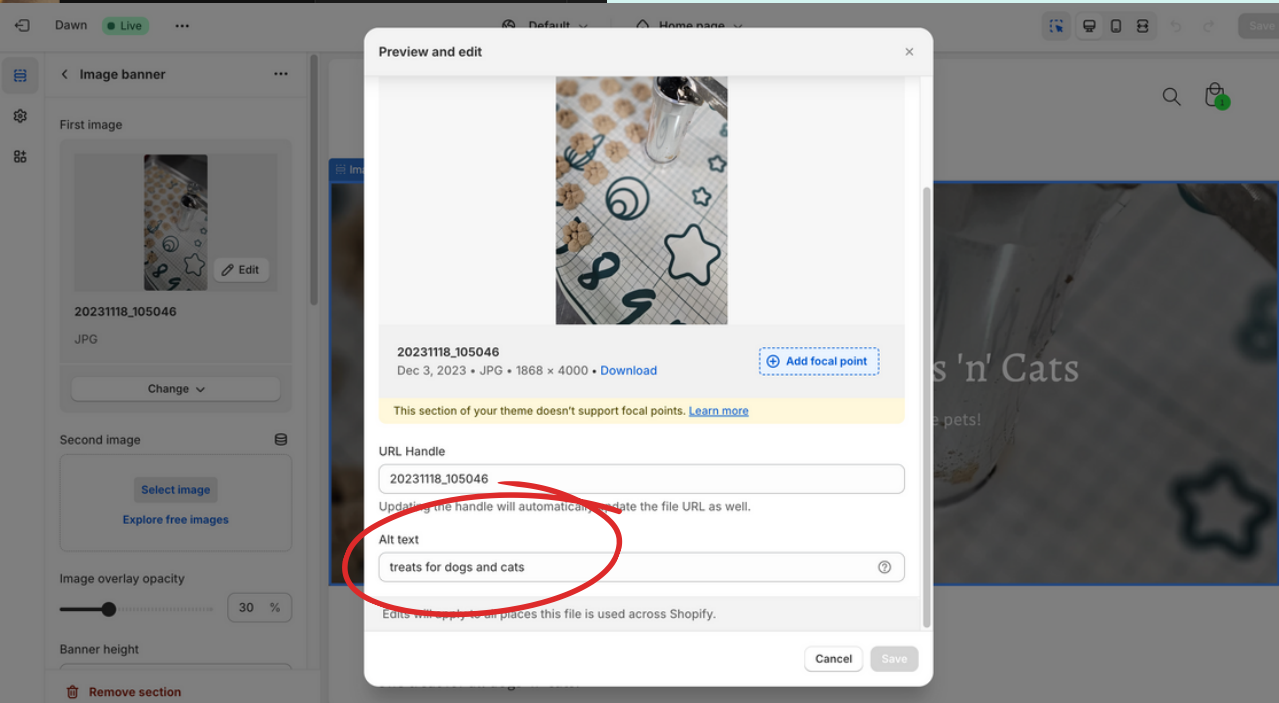 Dawn
Live
Default
Home page
Save
Image banner
First image
Edit
20231118_105046
JPG
Change
Second image
Select image
Explore free images
Image overlay opacity
30 %
Banner height
Remove section
Preview and edit
20231118_105046
Dec 3, 2023 • JPG • 1868 × 4000 • Download
Add focal point
This section of your theme doesn't support focal points. Learn more
URL Handle
20231118_105046
Updating the handle will automatically update the file URL as well.
Alt text
treats for dogs and cats
Edits will apply to all places this file is used across Shopify.
Cancel
Save
1
'n' Cats
pets!